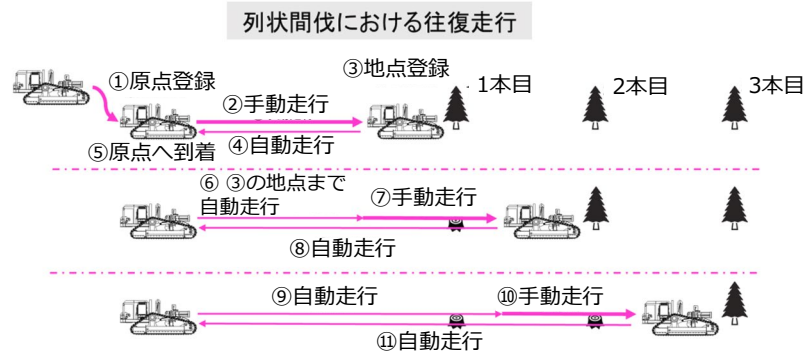 列状間伐における往復走行
①原点登録
③地点登録
1本目
2本目
3本目
②手動走行
④自動走行
⑤原点へ到着
⑥ ③の地点まで
自動走行
⑦手動走行
⑧自動走行
⑨自動走行
⑩手動走行
⑪自動走行